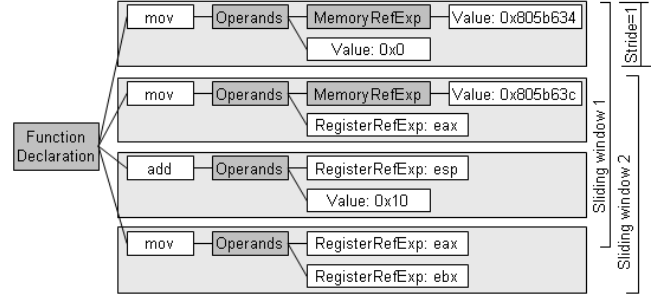 mov
Operands
MemoryRefExp
Value: 0x805b634
Value: 0x0
mov
Operands
MemoryRefExp
Value: 0x805b63c
RegisterRefExp: eax
Function
Declaration
add
Operands
RegisterRefExp: esp
Value: 0x10
mov
Operands
RegisterRefExp: eax
RegisterRefExp: ebx
Sliding window 1
Stride=1
Sliding window 2